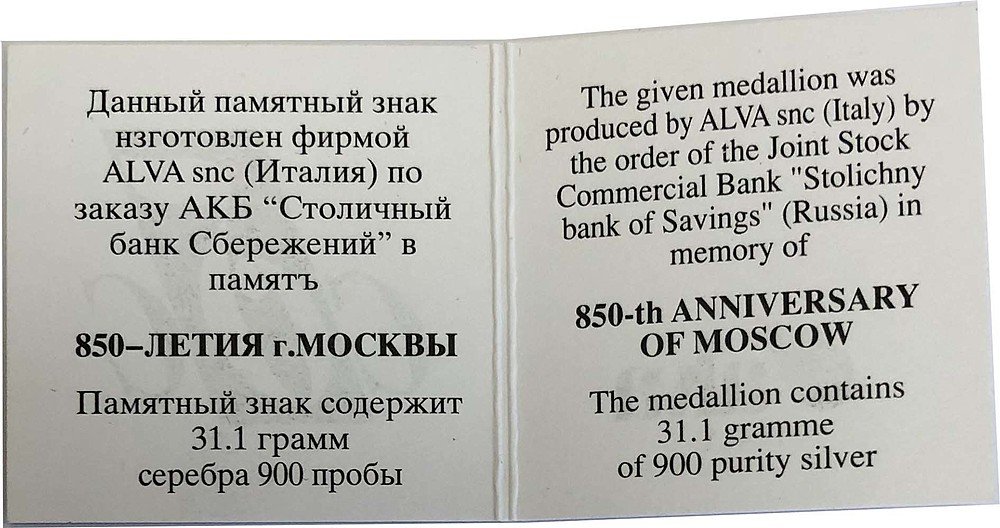 Данный памятный знак
нзготовлен фирмой
ALVA snc (Италия) по
заказу АКБ “Столичный
банк Сбережений” в
памятъ
850–ЛЕТИЯ г.МОСКВЫ
Памятный знак содержит
31.1 грамм
серебра 900 пробы
The given medallion was
produced by ALVA snc (Italy) by
the order of the Joint Stock
Commercial Bank "Stolichny
bank of Savings" (Russia) in
memory of
850-th ANNIVERSARY
OF MOSCOW
The medallion contains
31.1 gramme
of 900 purity silver